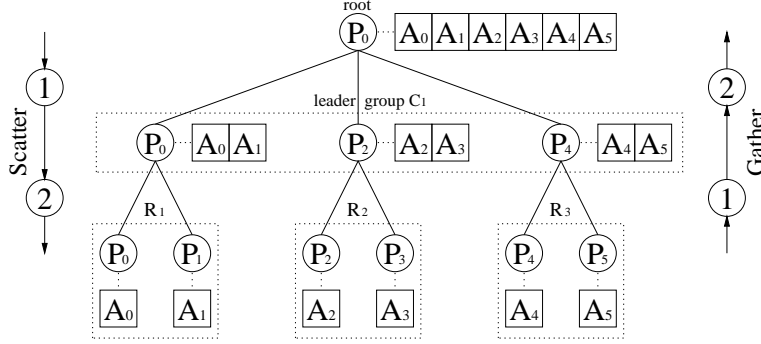 root
P0 A0 A1 A2 A3 A4 A5
1 2
Scatter Gather
leader group C1
P0 A0 A1 P2 A2 A3 P4 A4 A5
2 1
R1 R2 R3
P0 P1 P2 P3 P4 P5
A0 A1 A2 A3 A4 A5